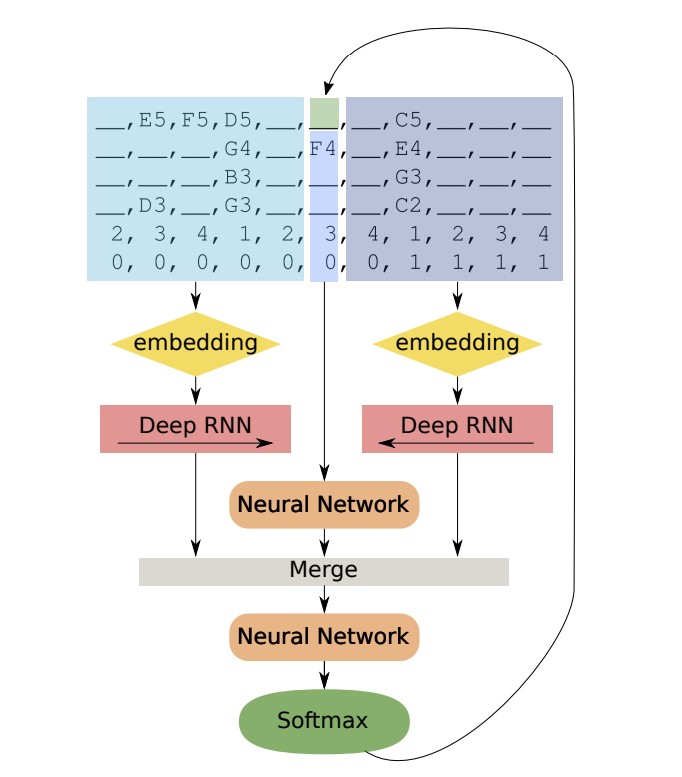 __,E5,F5,D5,__,__,__,C5,__,__,__
__,__,__,G4,__,F4,__,E4,__,__,__
__,__,__,B3,__,__,__,G3,__,__,__
__,D3,__,G3,__,__,__,C2,__,__,__
2, 3, 4, 1, 2, 3, 4, 1, 2, 3, 4
0, 0, 0, 0, 0, 0, 0, 1, 1, 1, 1
embedding
embedding
Deep RNN
Deep RNN
Neural Network
Merge
Neural Network
Softmax